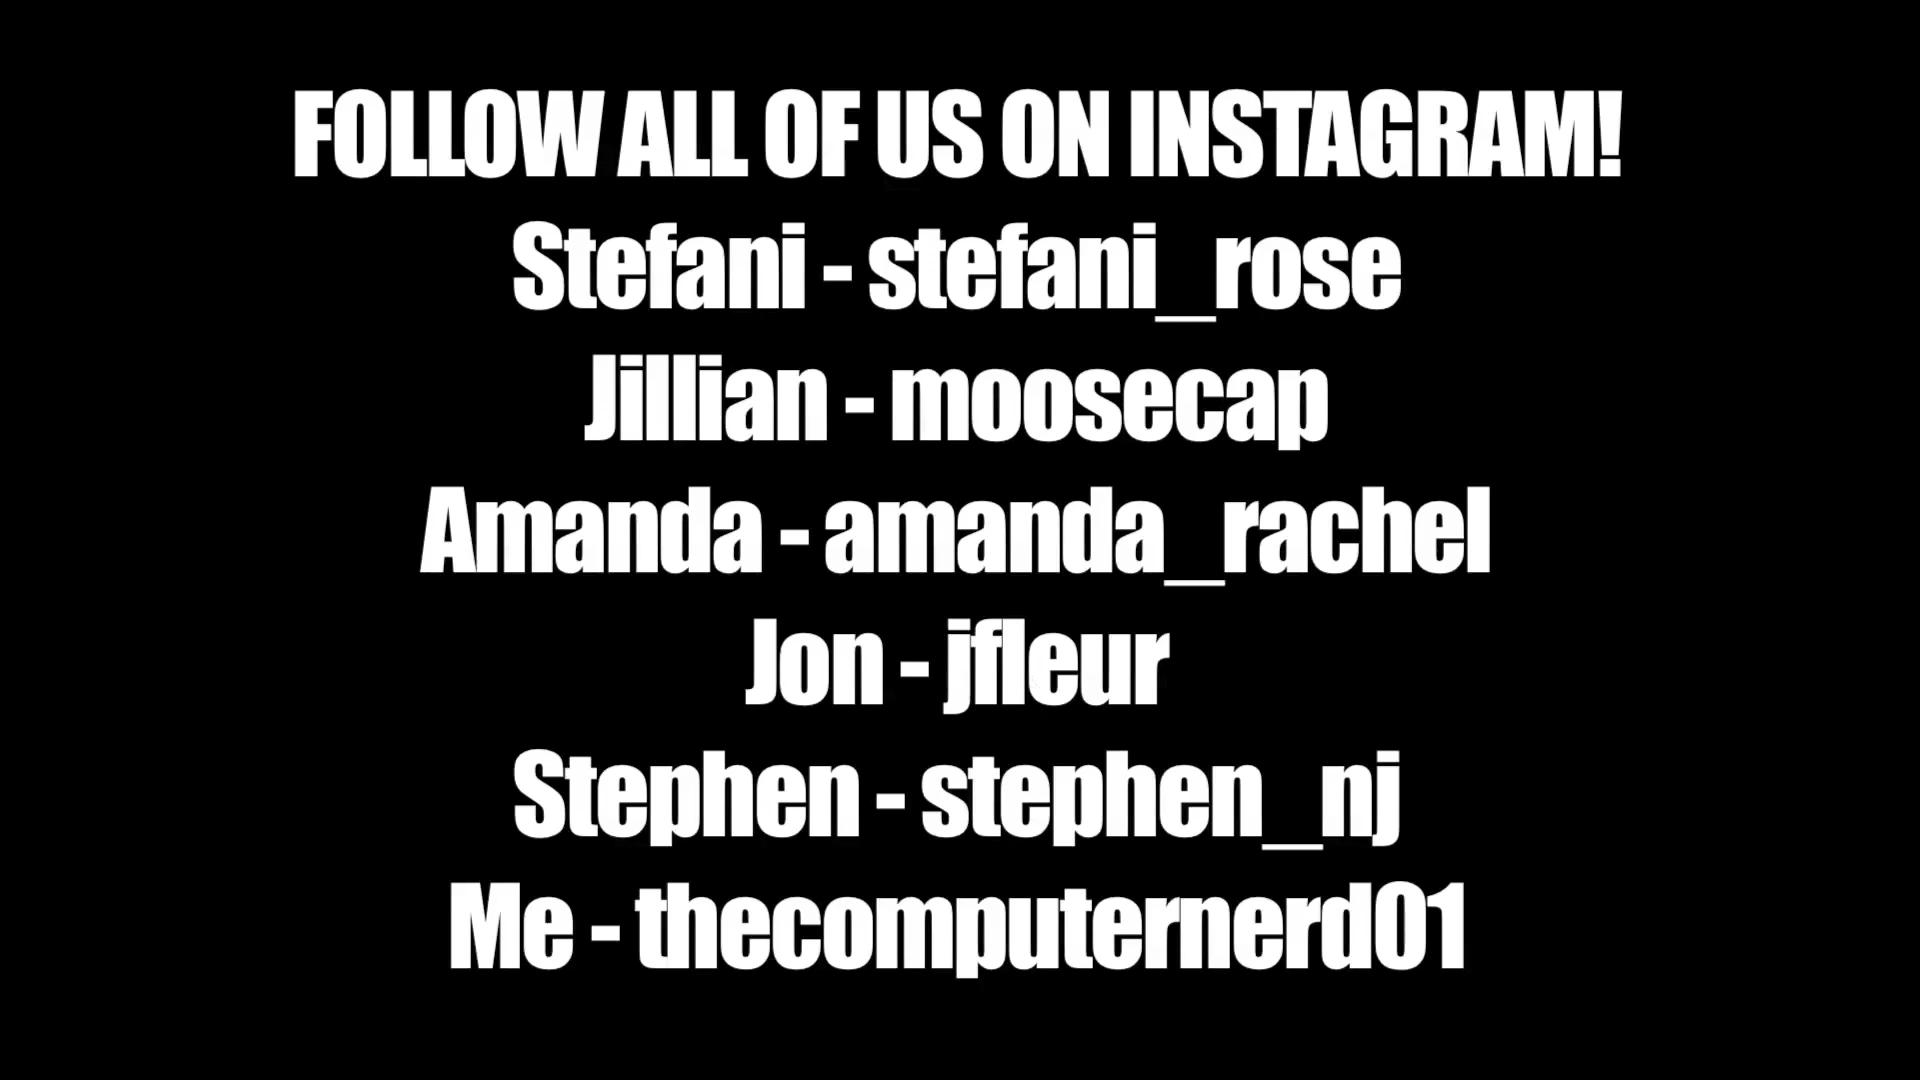 FOLLOW ALL OF US ON INSTAGRAM!
Stefani - stefani_rose
Jillian - moosecap
Amanda - amanda_rachel
Jon - jfleur
Stephen - stephen_nj
Me - thecomputernerd01